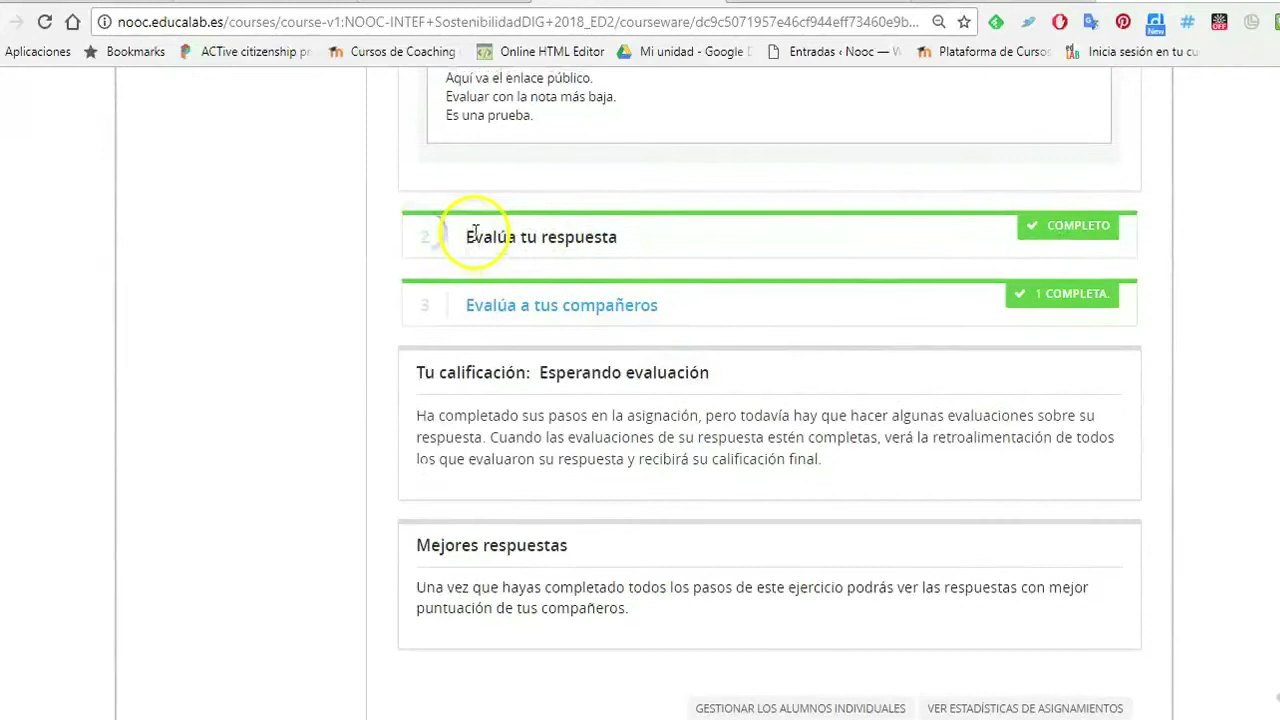 nooc.educalab.es/courses/course-v1:NOOC-INTEF+SostenibilidadDIG+2018_ED2/courseware/dc9c5071957e46cf944eff73460e9b...
Aplicaciones Bookmarks ACTive citizenship pr Cursos de Coaching Online HTML Editor Mi unidad - Google Entradas ‹ Nooc — W Plataforma de Curso Inicia sesión en tu cu
New OFF
Aquí va el enlace público.
Evaluar con la nota más baja.
Es una prueba.
2 Evalúa tu respuesta COMPLETO
3 Evalúa a tus compañeros 1 COMPLETA.
Tu calificación: Esperando evaluación
Ha completado sus pasos en la asignación, pero todavía hay que hacer algunas evaluaciones sobre su
respuesta. Cuando las evaluaciones de su respuesta estén completas, verá la retroalimentación de todos
los que evaluaron su respuesta y recibirá su calificación final.
Mejores respuestas
Una vez que hayas completado todos los pasos de este ejercicio podrás ver las respuestas con mejor
puntuación de tus compañeros.
GESTIONAR LOS ALUMNOS INDIVIDUALES VER ESTADÍSTICAS DE ASIGNAMIENTOS